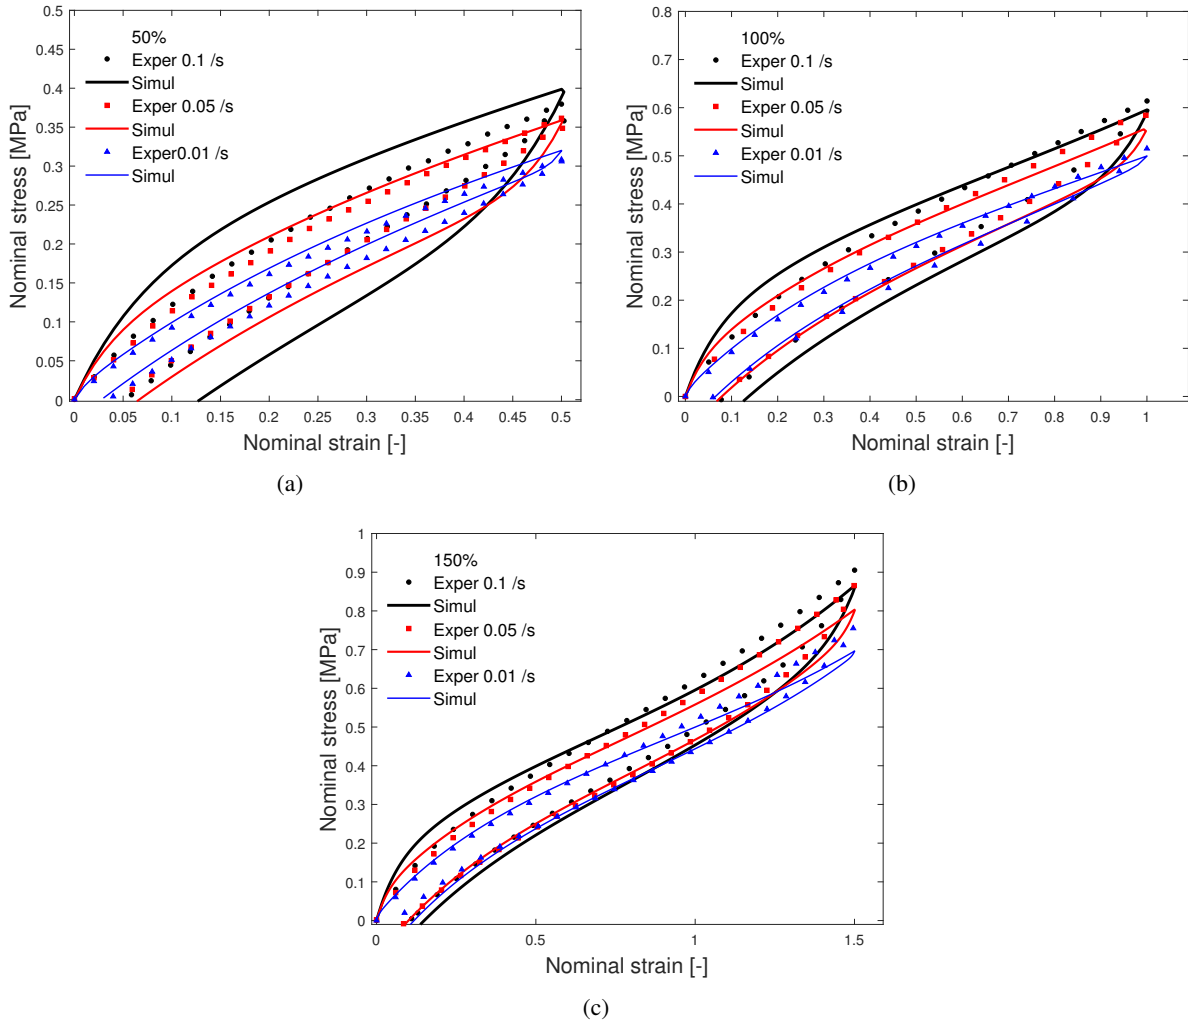 50%
Exper 0.1 /s
Simul
Exper 0.05 /s
Simul
Exper0.01 /s
Simul
Nominal stress [MPa]
0.5
0.45
0.4
0.35
0.3
0.25
0.2
0.15
0.1
0.05
0
0 0.05 0.1 0.15 0.2 0.25 0.3 0.35 0.4 0.45 0.5
Nominal strain [-]
(a)
100%
Exper 0.1 /s
Simul
Exper 0.05 /s
Simul
Exper 0.01 /s
Simul
Nominal stress [MPa]
0.8
0.7
0.6
0.5
0.4
0.3
0.2
0.1
0
0 0.1 0.2 0.3 0.4 0.5 0.6 0.7 0.8 0.9 1
Nominal strain [-]
(b)
150%
Exper 0.1 /s
Simul
Exper 0.05 /s
Simul
Exper 0.01 /s
Simul
Nominal stress [MPa]
1
0.9
0.8
0.7
0.6
0.5
0.4
0.3
0.2
0.1
0
0 0.5 1 1.5
Nominal strain [-]
(c)